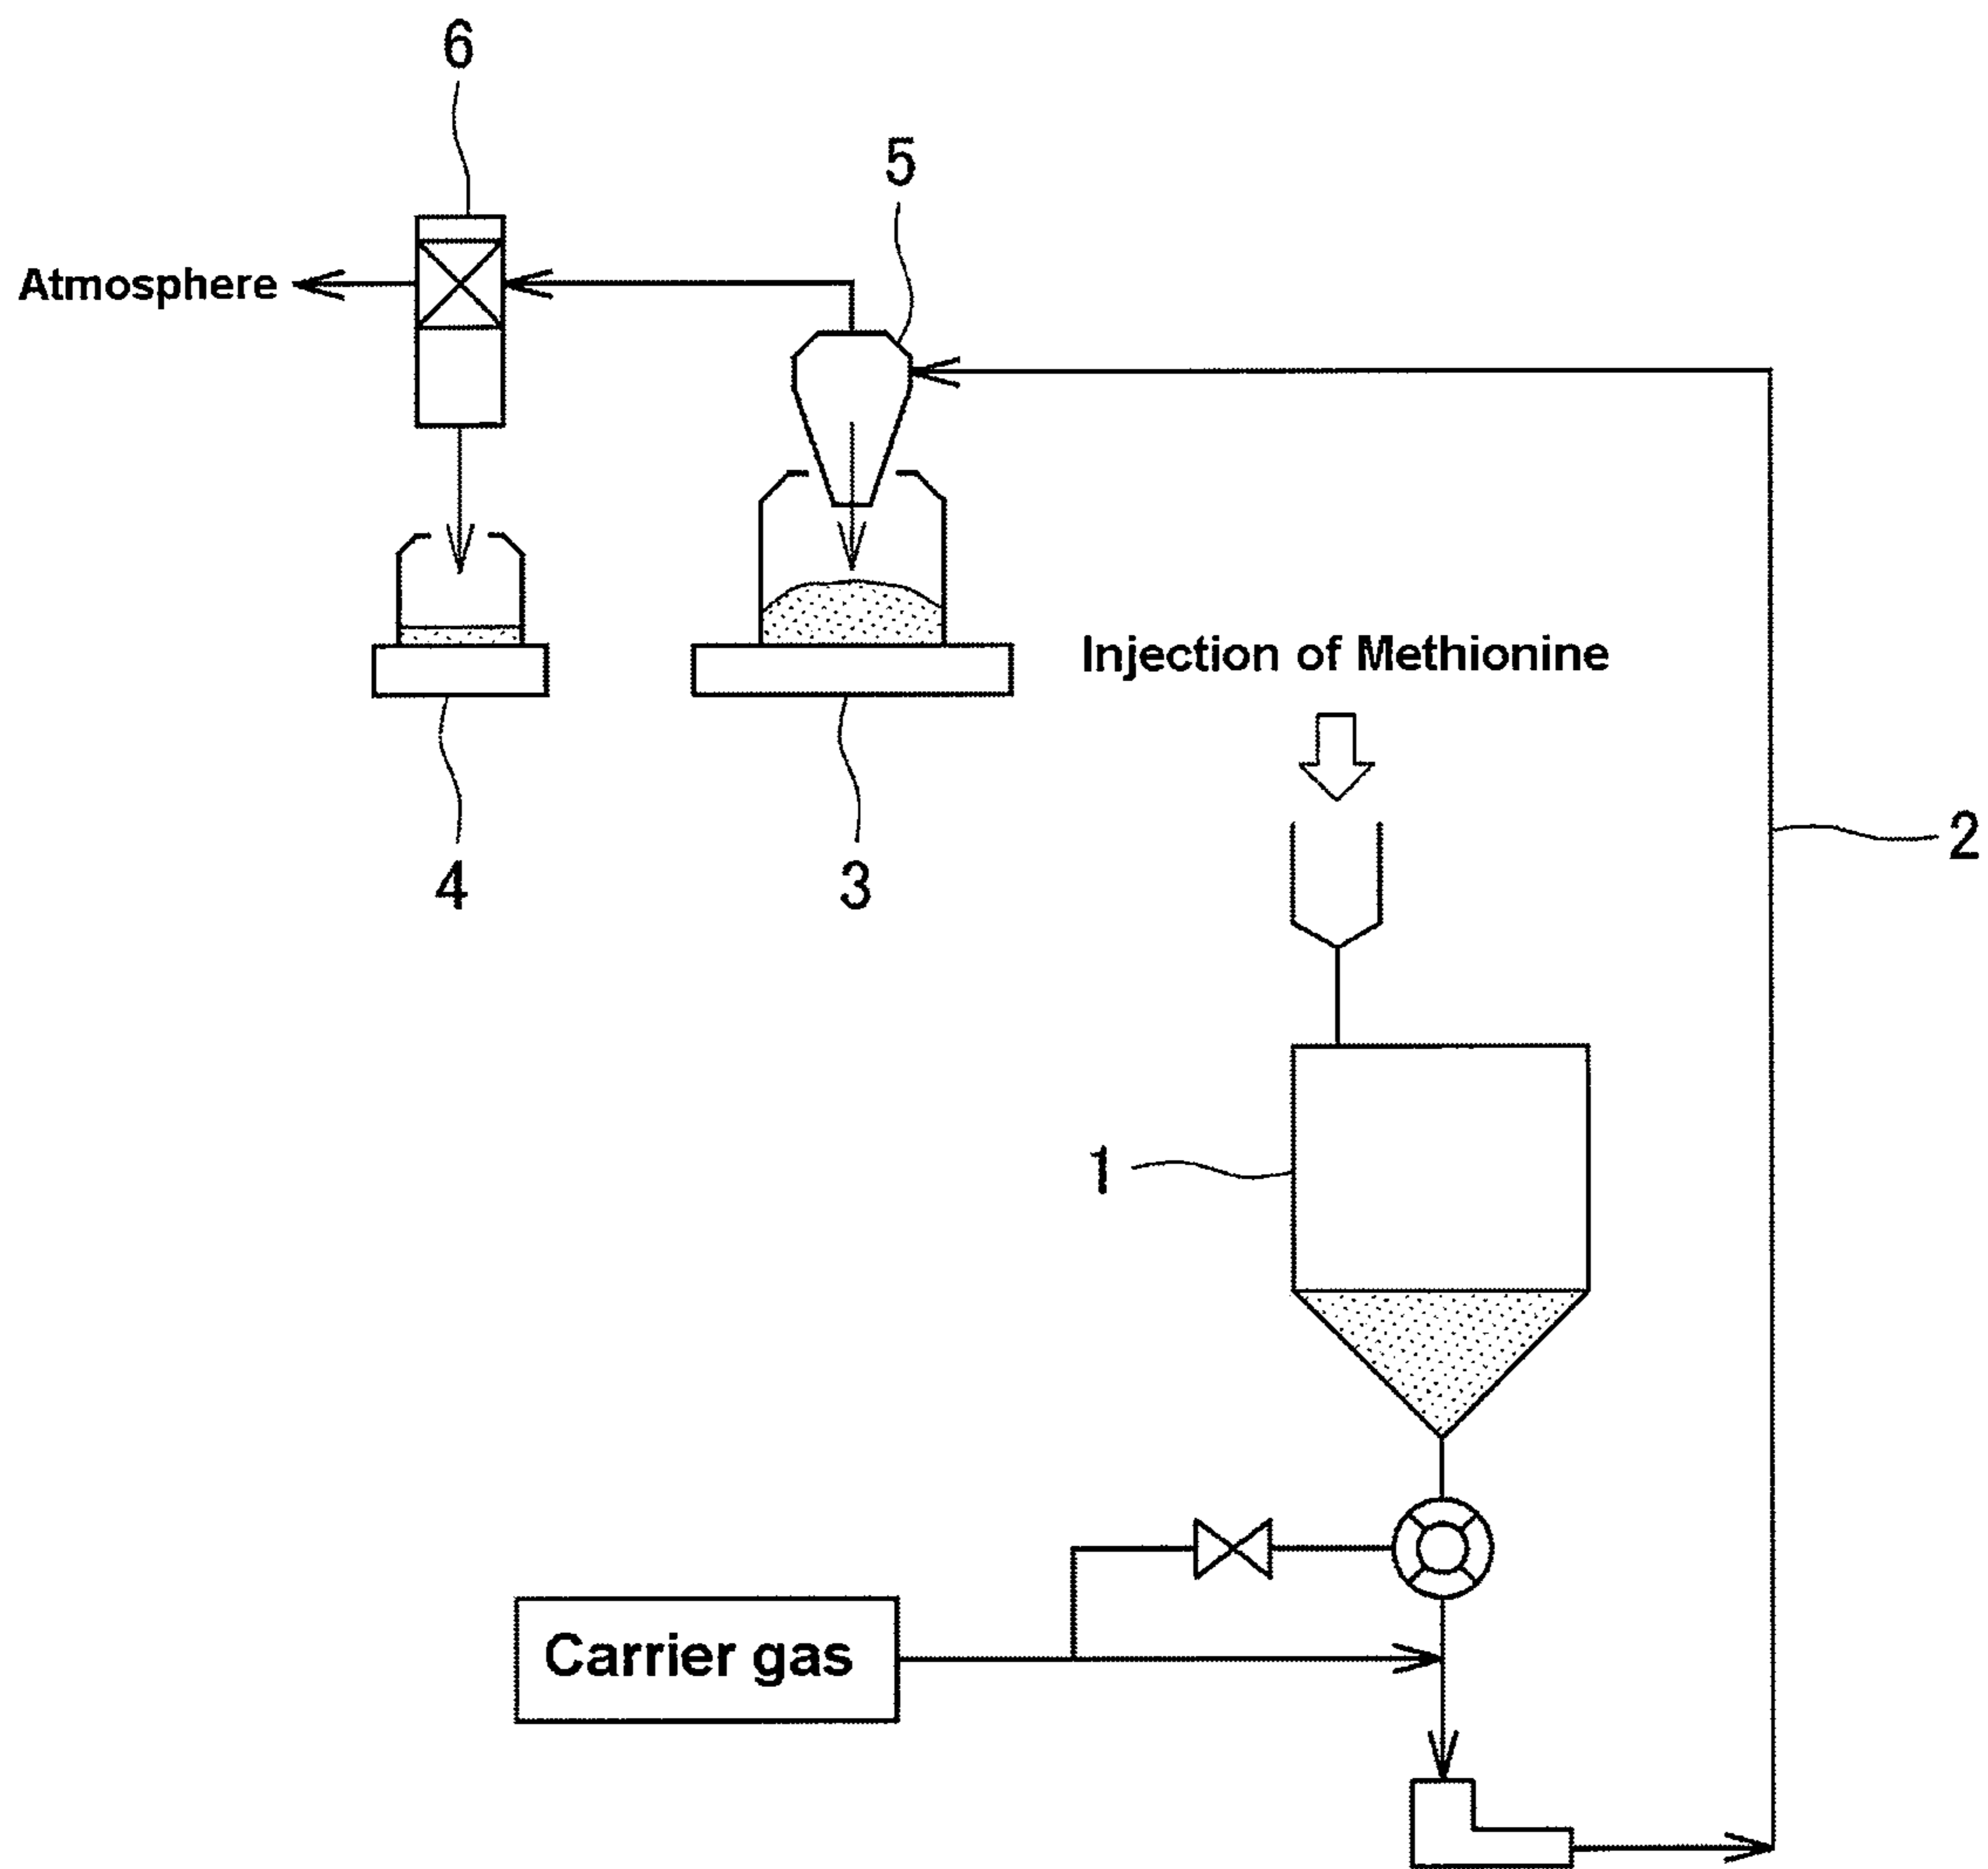 6
5
Atmosphere
Injection of Methionine
2
4
3
1
Carrier gas